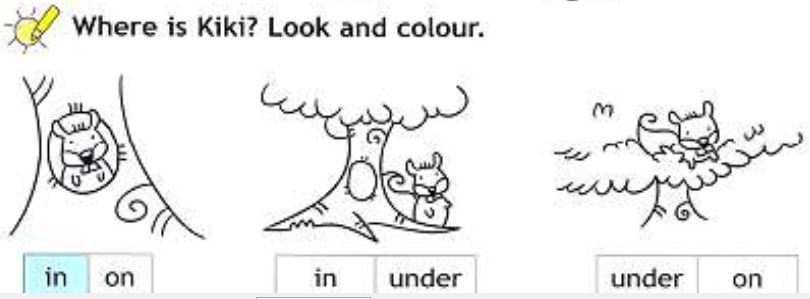 Where is Kiki? Look and colour.
in on in under under on